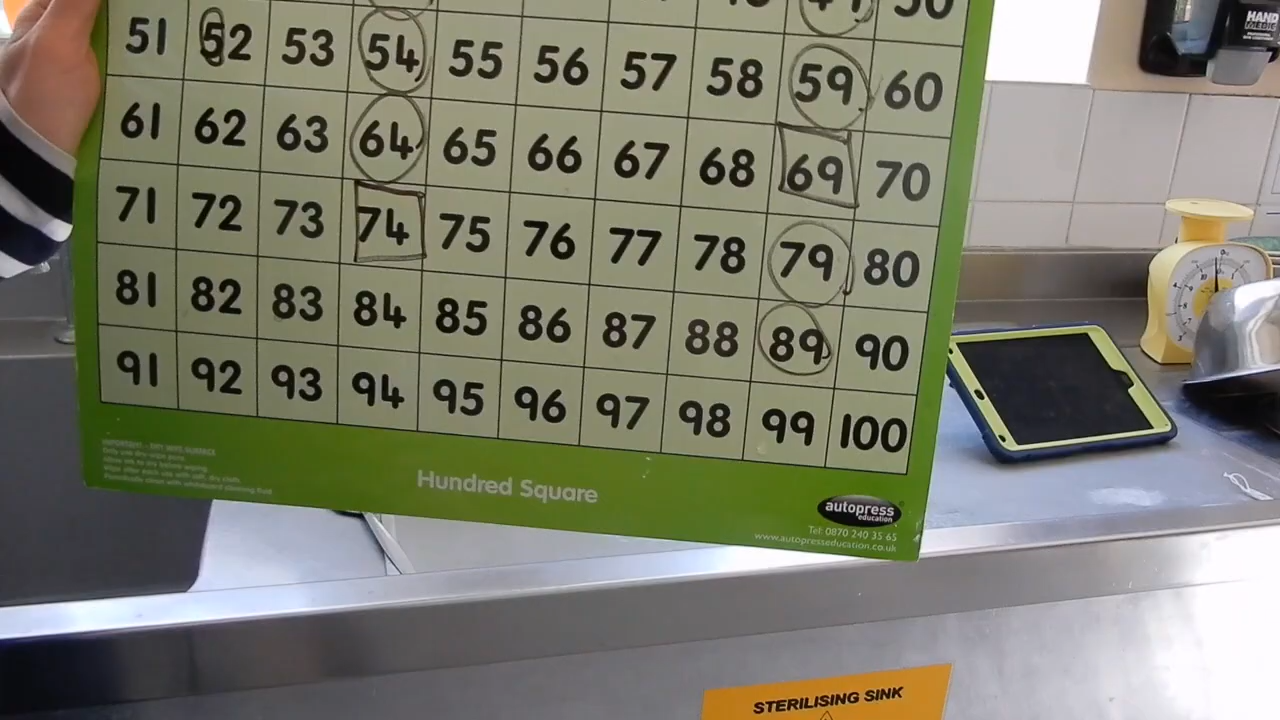 49 50
51 52 53 54 55 56 57 58 59 60
61 62 63 64 65 66 67 68 69 70
71 72 73 74 75 76 77 78 79 80
81 82 83 84 85 86 87 88 89 90
91 92 93 94 95 96 97 98 99 100
Hundred Square
autopress
education
Tel: 0870 240 35 65
www.autopresseducation.co.uk
HAND
STERILISING SINK